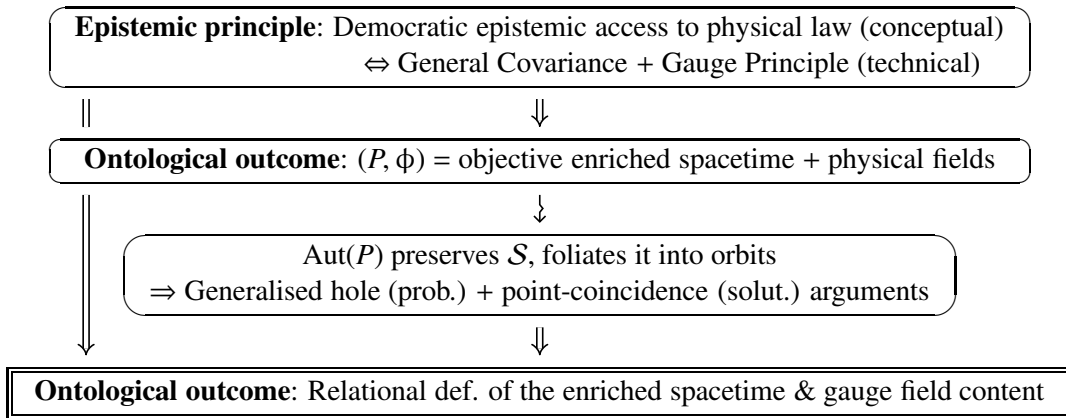 Epistemic principle: Democratic epistemic access to physical law (conceptual)
⇔ General Covariance + Gauge Principle (technical)
Ontological outcome: (P, ϕ) = objective enriched spacetime + physical fields
Aut(P) preserves 𝒮, foliates it into orbits
⇒ Generalised hole (prob.) + point-coincidence (solut.) arguments
Ontological outcome: Relational def. of the enriched spacetime & gauge field content